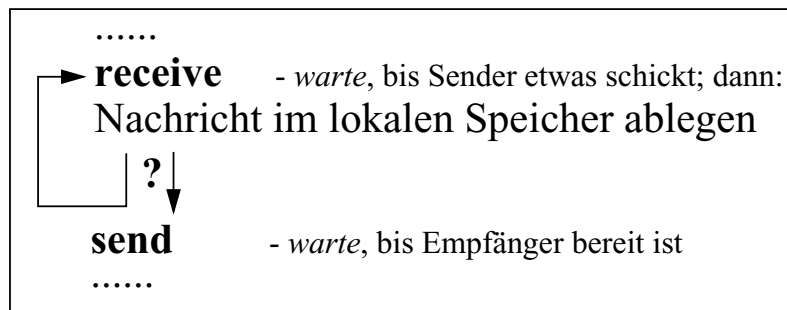 ......
receive - warte, bis Sender etwas schickt; dann:
Nachricht im lokalen Speicher ablegen
?
send - warte, bis Empfänger bereit ist
......